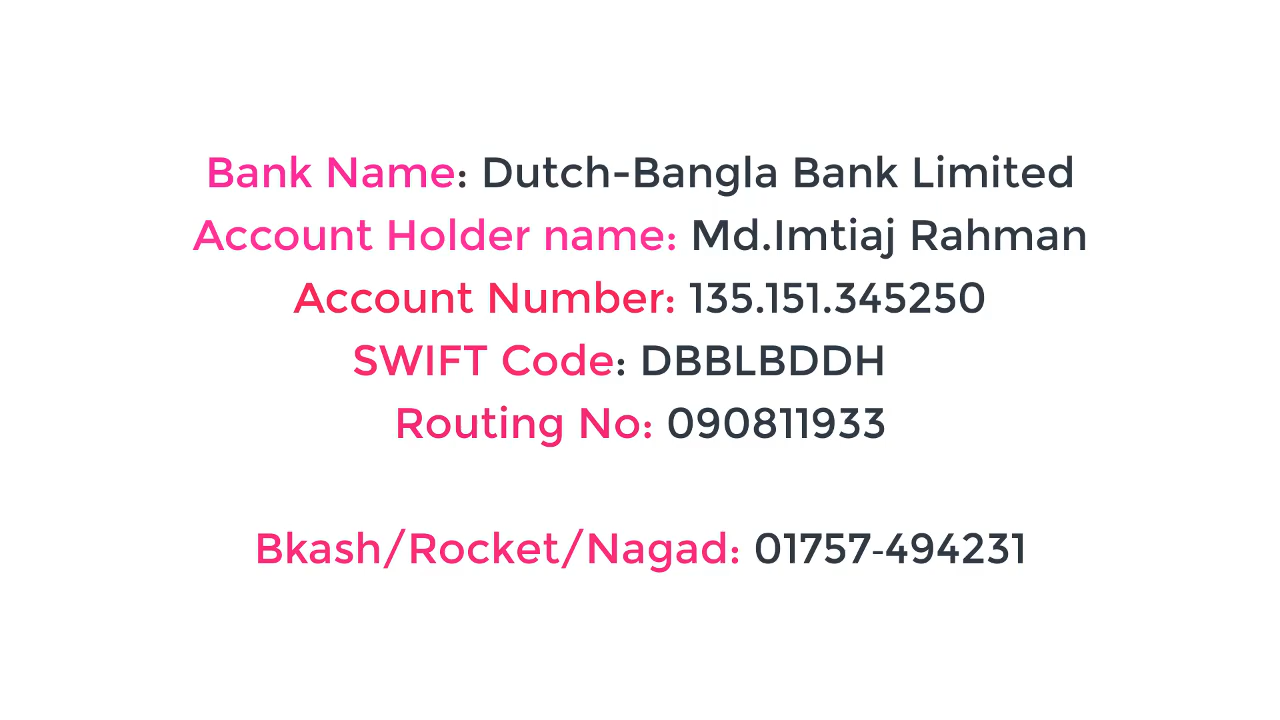 Bank Name: Dutch-Bangla Bank Limited
Account Holder name: Md.Imtiaj Rahman
Account Number: 135.151.345250
SWIFT Code: DBBLBDDH
Routing No: 090811933
Bkash/Rocket/Nagad: 01757-494231